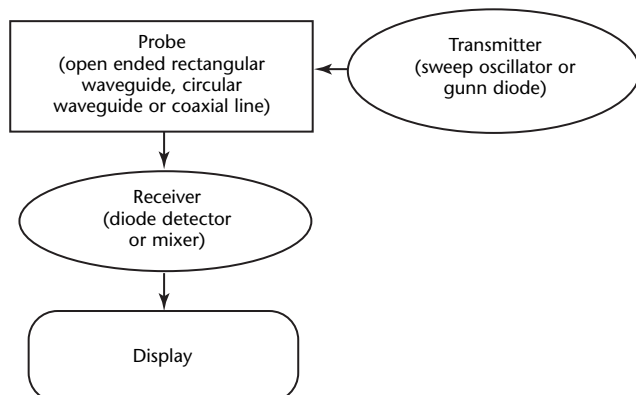 Probe
(open ended rectangular
waveguide, circular
waveguide or coaxial line)
Transmitter
(sweep oscillator or
gunn diode)
Receiver
(diode detector
or mixer)
Display